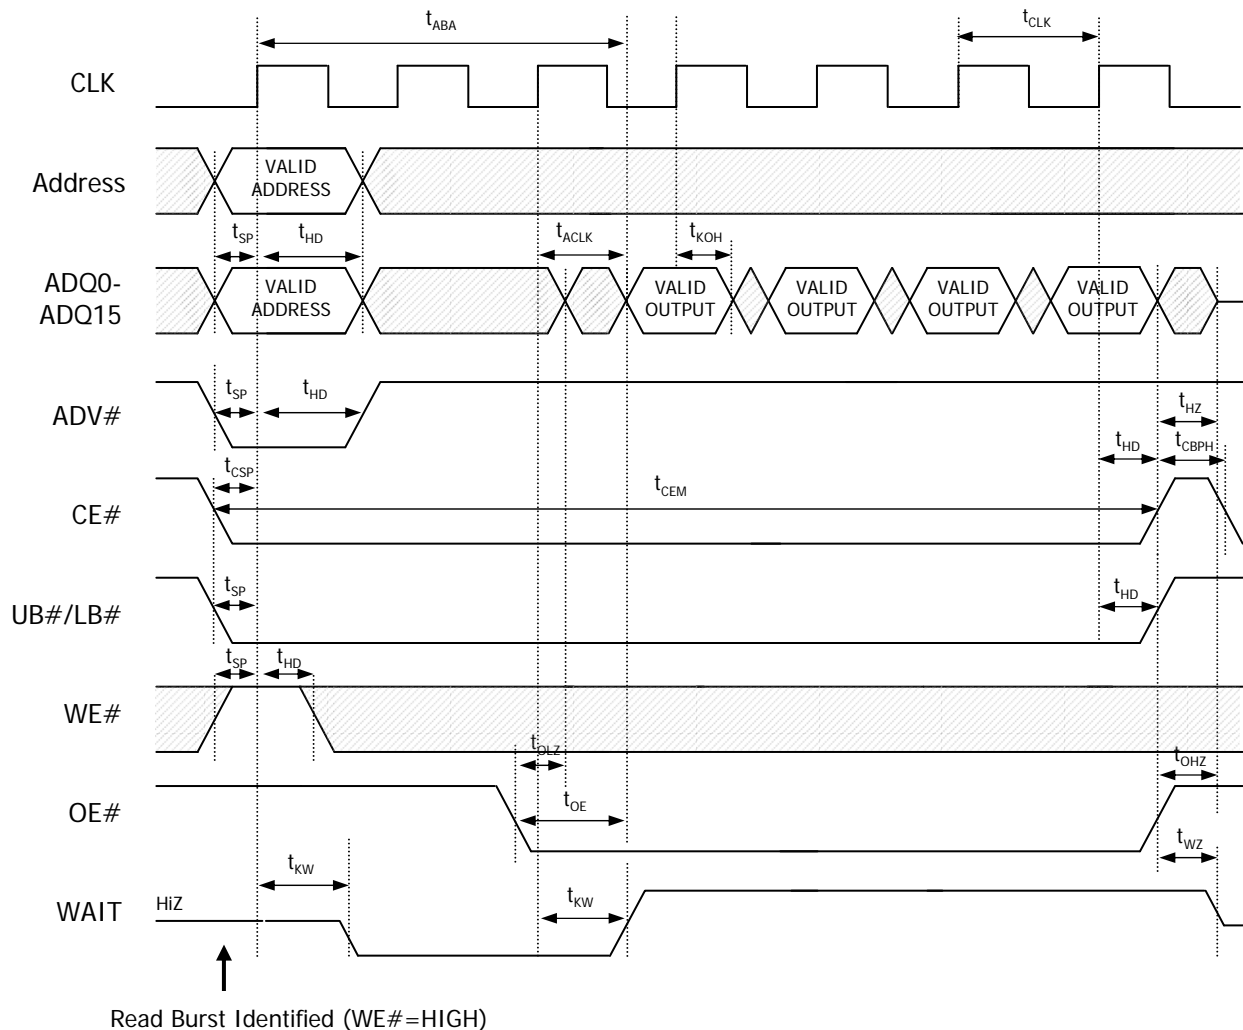 tABA
tCLK
CLK
Address
VALID
ADDRESS
tSP
tHD
tACLK
tKOH
ADQ0-
ADQ15
VALID
ADDRESS
VALID
OUTPUT
VALID
OUTPUT
VALID
OUTPUT
VALID
OUTPUT
ADV#
tSP
tHD
tHZ
tHD
tCBPH
CE#
tCSP
tCEM
UB#/LB#
tSP
tHD
WE#
tSP
tHD
tOLZ
tOHZ
OE#
tOE
tWZ
WAIT
HiZ
tKW
tKW
Read Burst Identified (WE#=HIGH)